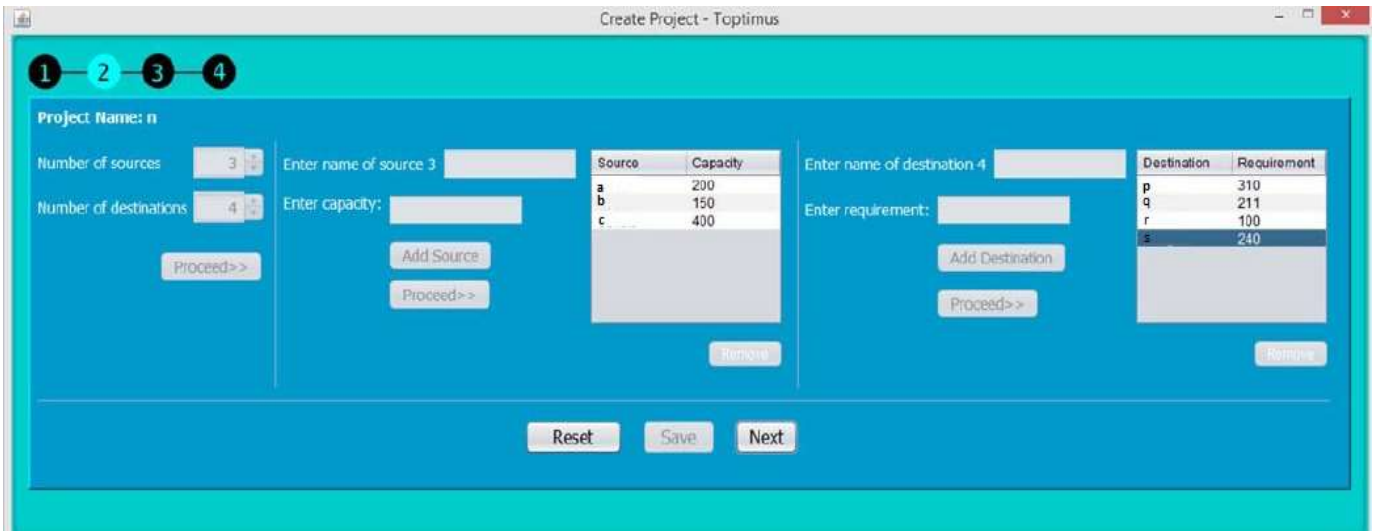 Create Project - Toptimus
1 2 3 4
Project Name: n
Number of sources 3
Number of destinations 4
Proceed>>
Enter name of source 3
Enter capacity:
Add Source
Proceed>>
Source Capacity
a 200
b 150
c 400
Remove
Enter name of destination 4
Enter requirement:
Add Destination
Proceed>>
Destination Requirement
p 310
q 211
r 100
s 240
Remove
Reset Save Next